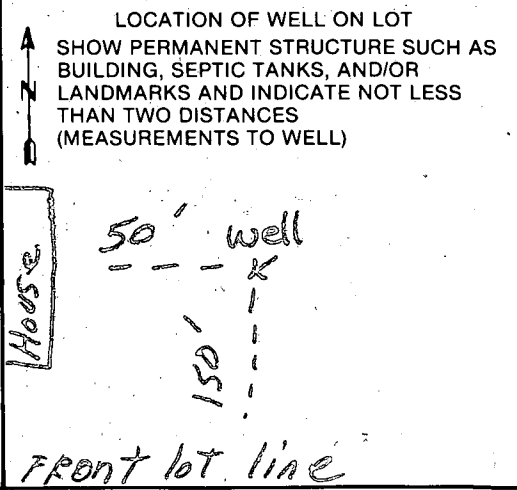 LOCATION OF WELL ON LOT
SHOW PERMANENT STRUCTURE SUCH AS
BUILDING, SEPTIC TANKS, AND/OR
LANDMARKS AND INDICATE NOT LESS
THAN TWO DISTANCES
(MEASUREMENTS TO WELL)
N
50' well
House
150'
FRont lot line